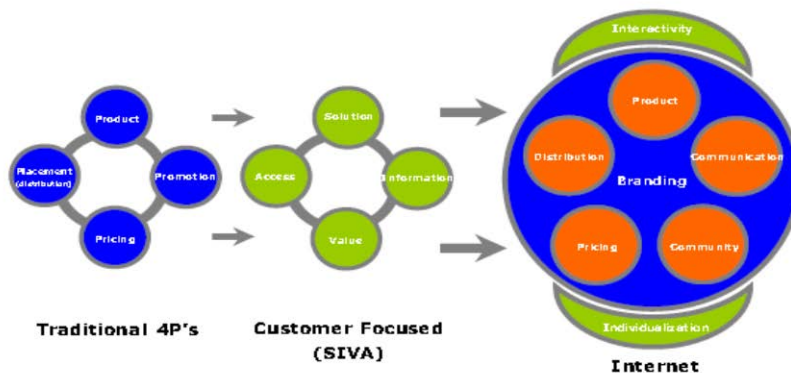 Product
Placement
(distribution)
Promotion
Pricing
Traditional 4P's
Solution
Access
Information
Value
Customer Focused
(SIVA)
Interactivity
Product
Distribution
Communication
Branding
Pricing
Community
Individualization
Internet